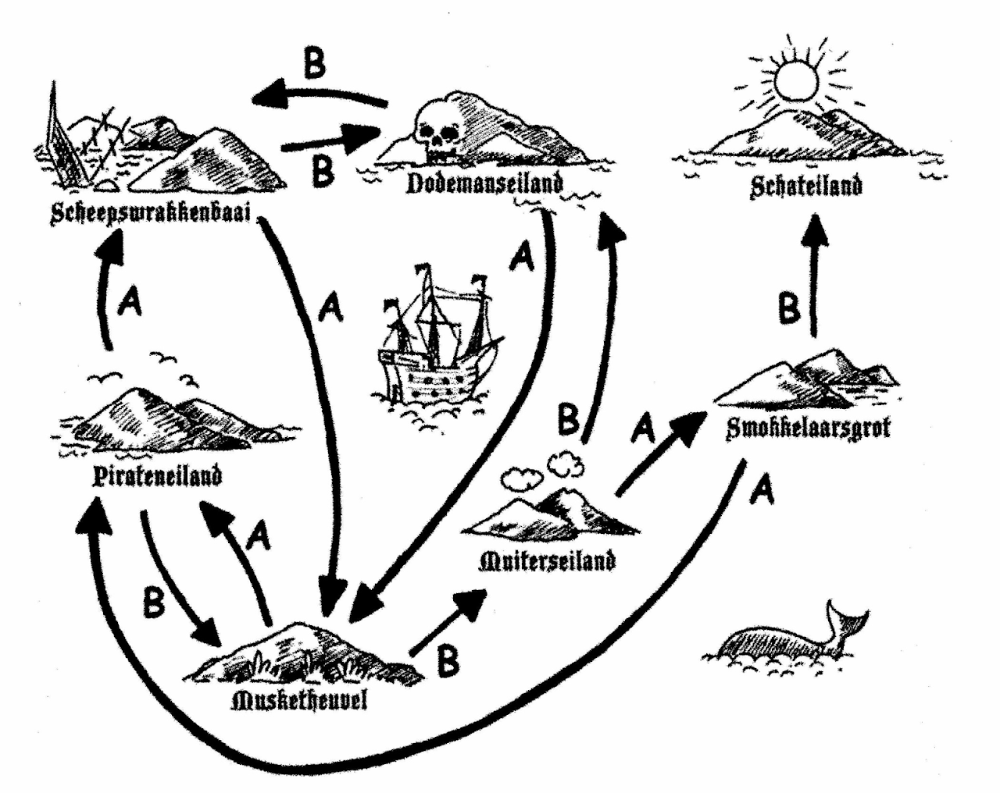 B
B
Scheepswrakkenbaai
Dodemanseiland
Schateiland
A
A
A
B
Pirateneiland
B
A
Smokkelaarsgrot
A
A
B
Muiterseiland
B
Musketheuvel